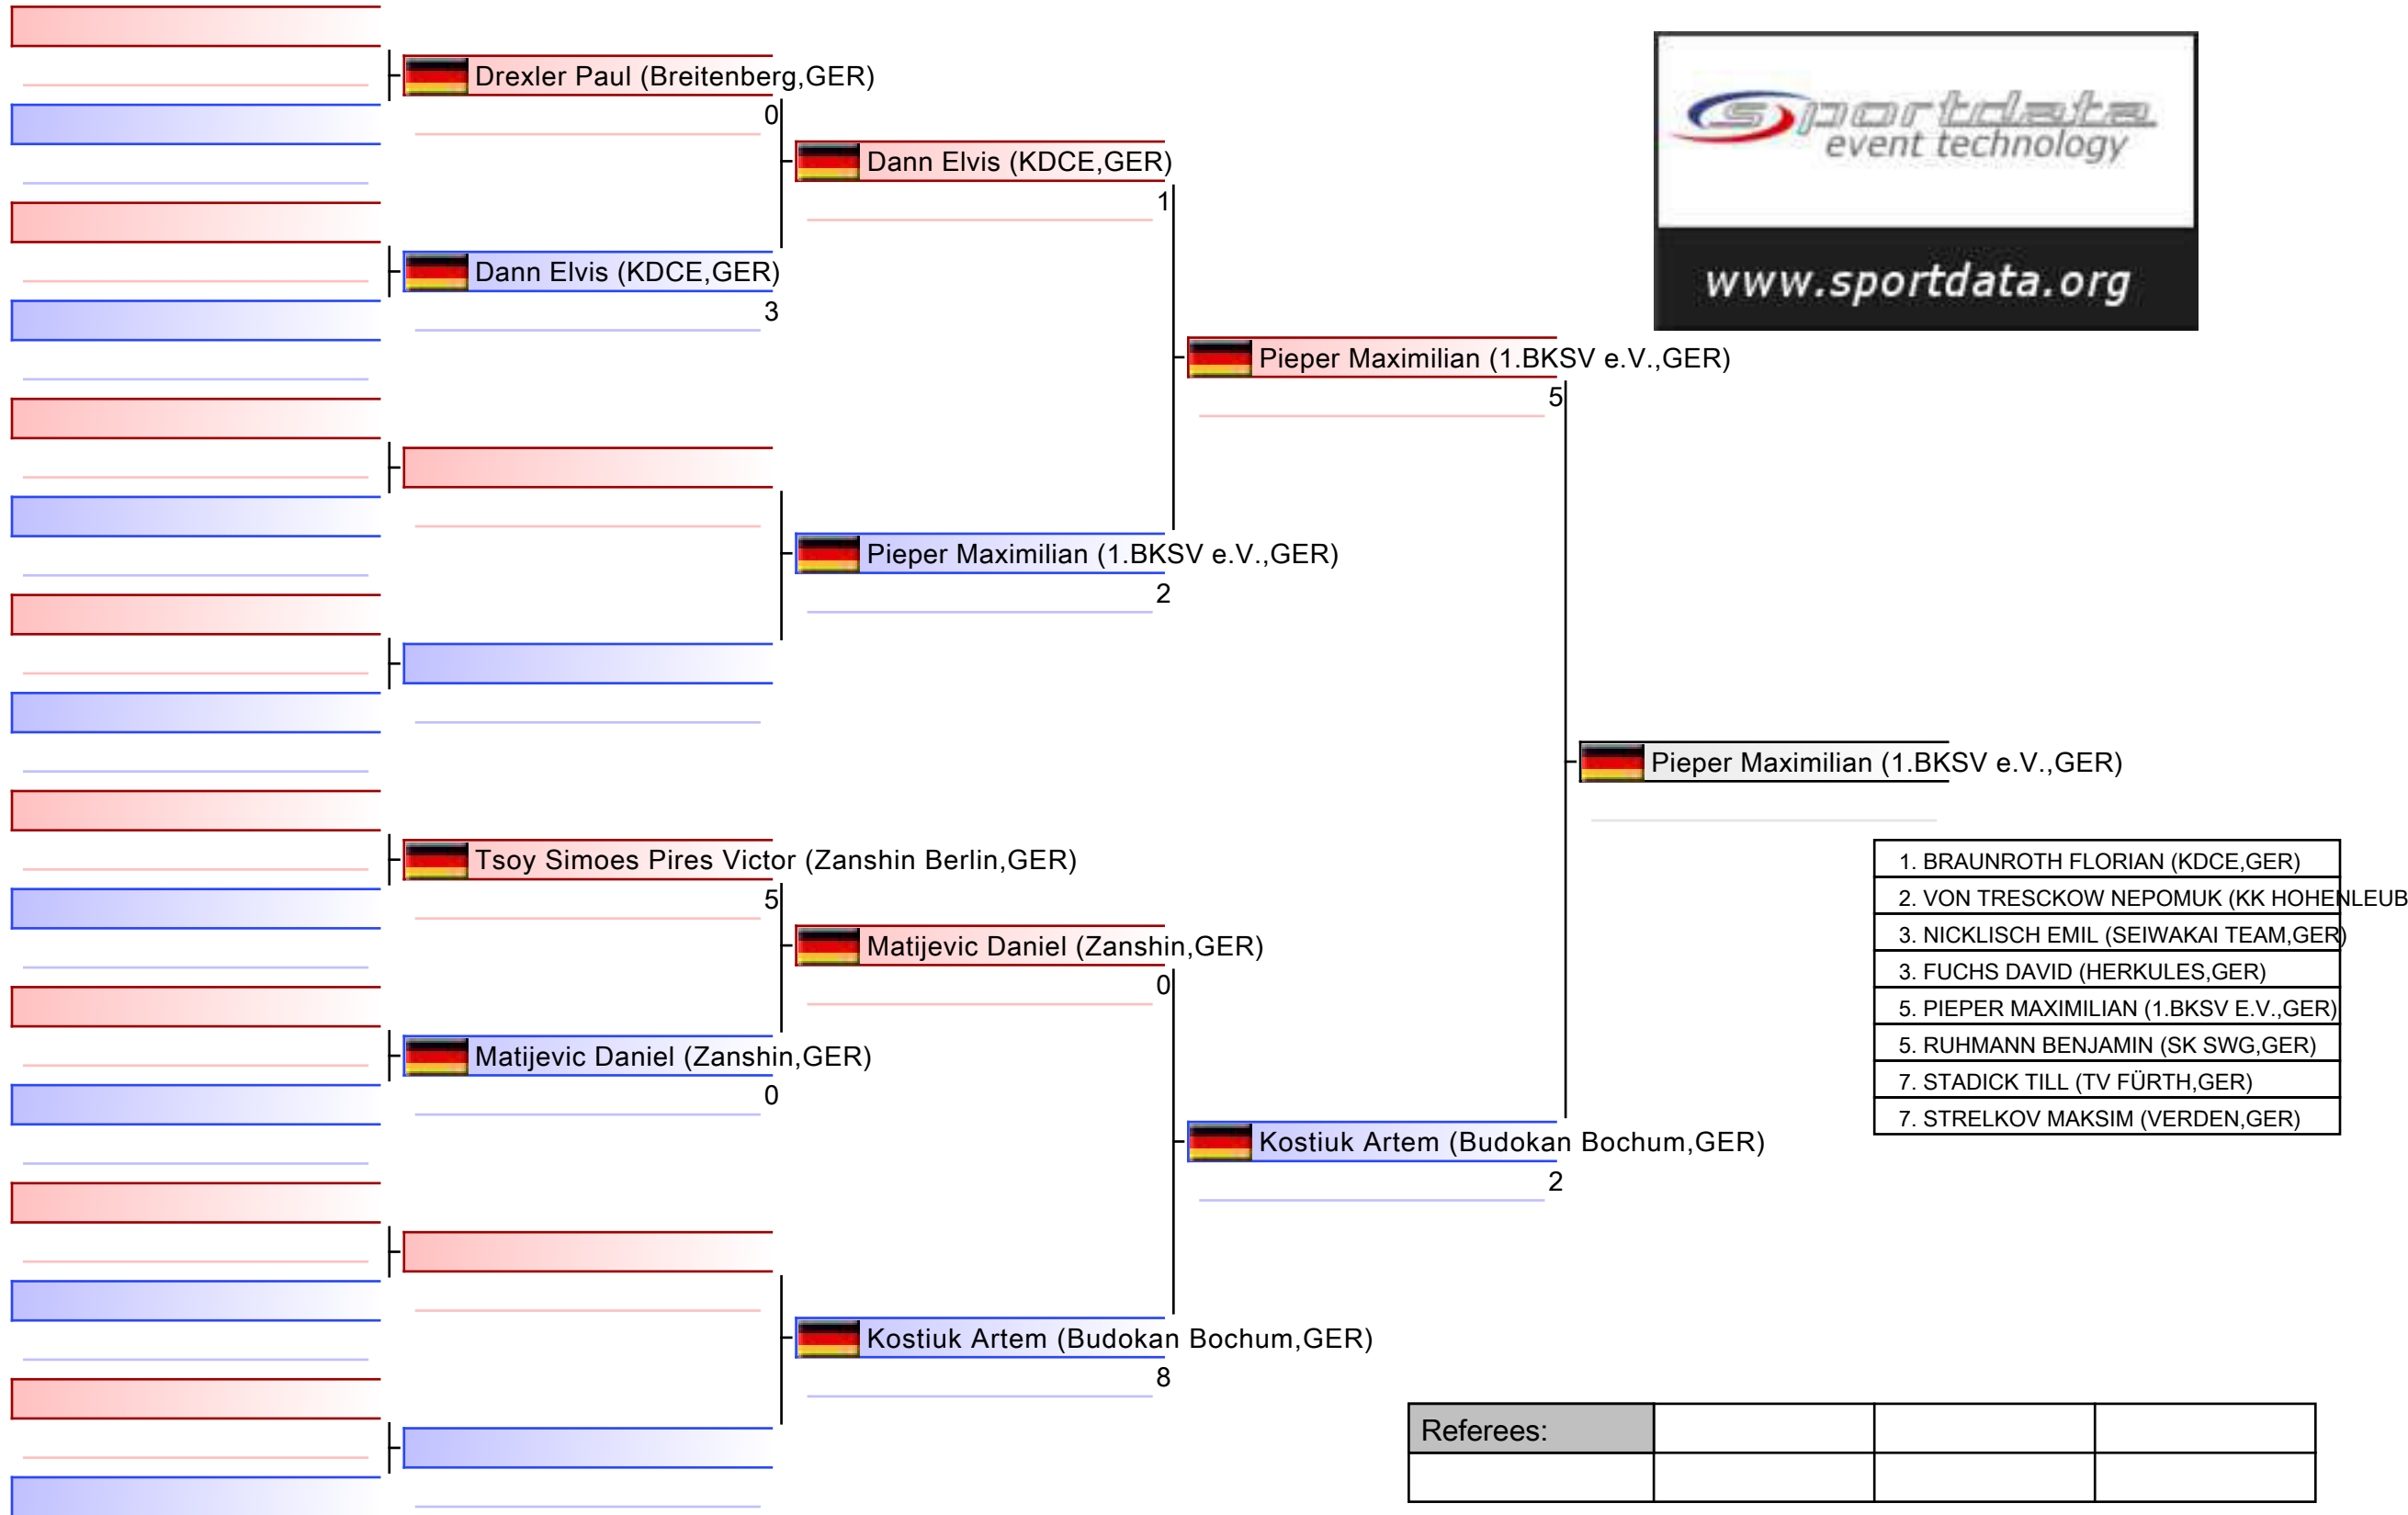 Drexler Paul (Breitenberg,GER)
0
Dann Elvis (KDCE,GER)
3
Dann Elvis (KDCE,GER)
1
Pieper Maximilian (1.BKSV e.V.,GER)
2
Pieper Maximilian (1.BKSV e.V.,GER)
5
Tsoy Simoes Pires Victor (Zanshin Berlin,GER)
5
Matijevic Daniel (Zanshin,GER)
0
Matijevic Daniel (Zanshin,GER)
0
Kostiuk Artem (Budokan Bochum,GER)
8
Kostiuk Artem (Budokan Bochum,GER)
2
Pieper Maximilian (1.BKSV e.V.,GER)
sportdata
event technology
www.sportdata.org
1. BRAUNROTH FLORIAN (KDCE,GER)
2. VON TRESCKOW NEPOMUK (KK HOHENLEUB
3. NICKLISCH EMIL (SEIWAKAI TEAM,GER)
3. FUCHS DAVID (HERKULES,GER)
5. PIEPER MAXIMILIAN (1.BKSV E.V.,GER)
5. RUHMANN BENJAMIN (SK SWG,GER)
7. STADICK TILL (TV FÜRTH,GER)
7. STRELKOV MAKSIM (VERDEN,GER)
Referees: